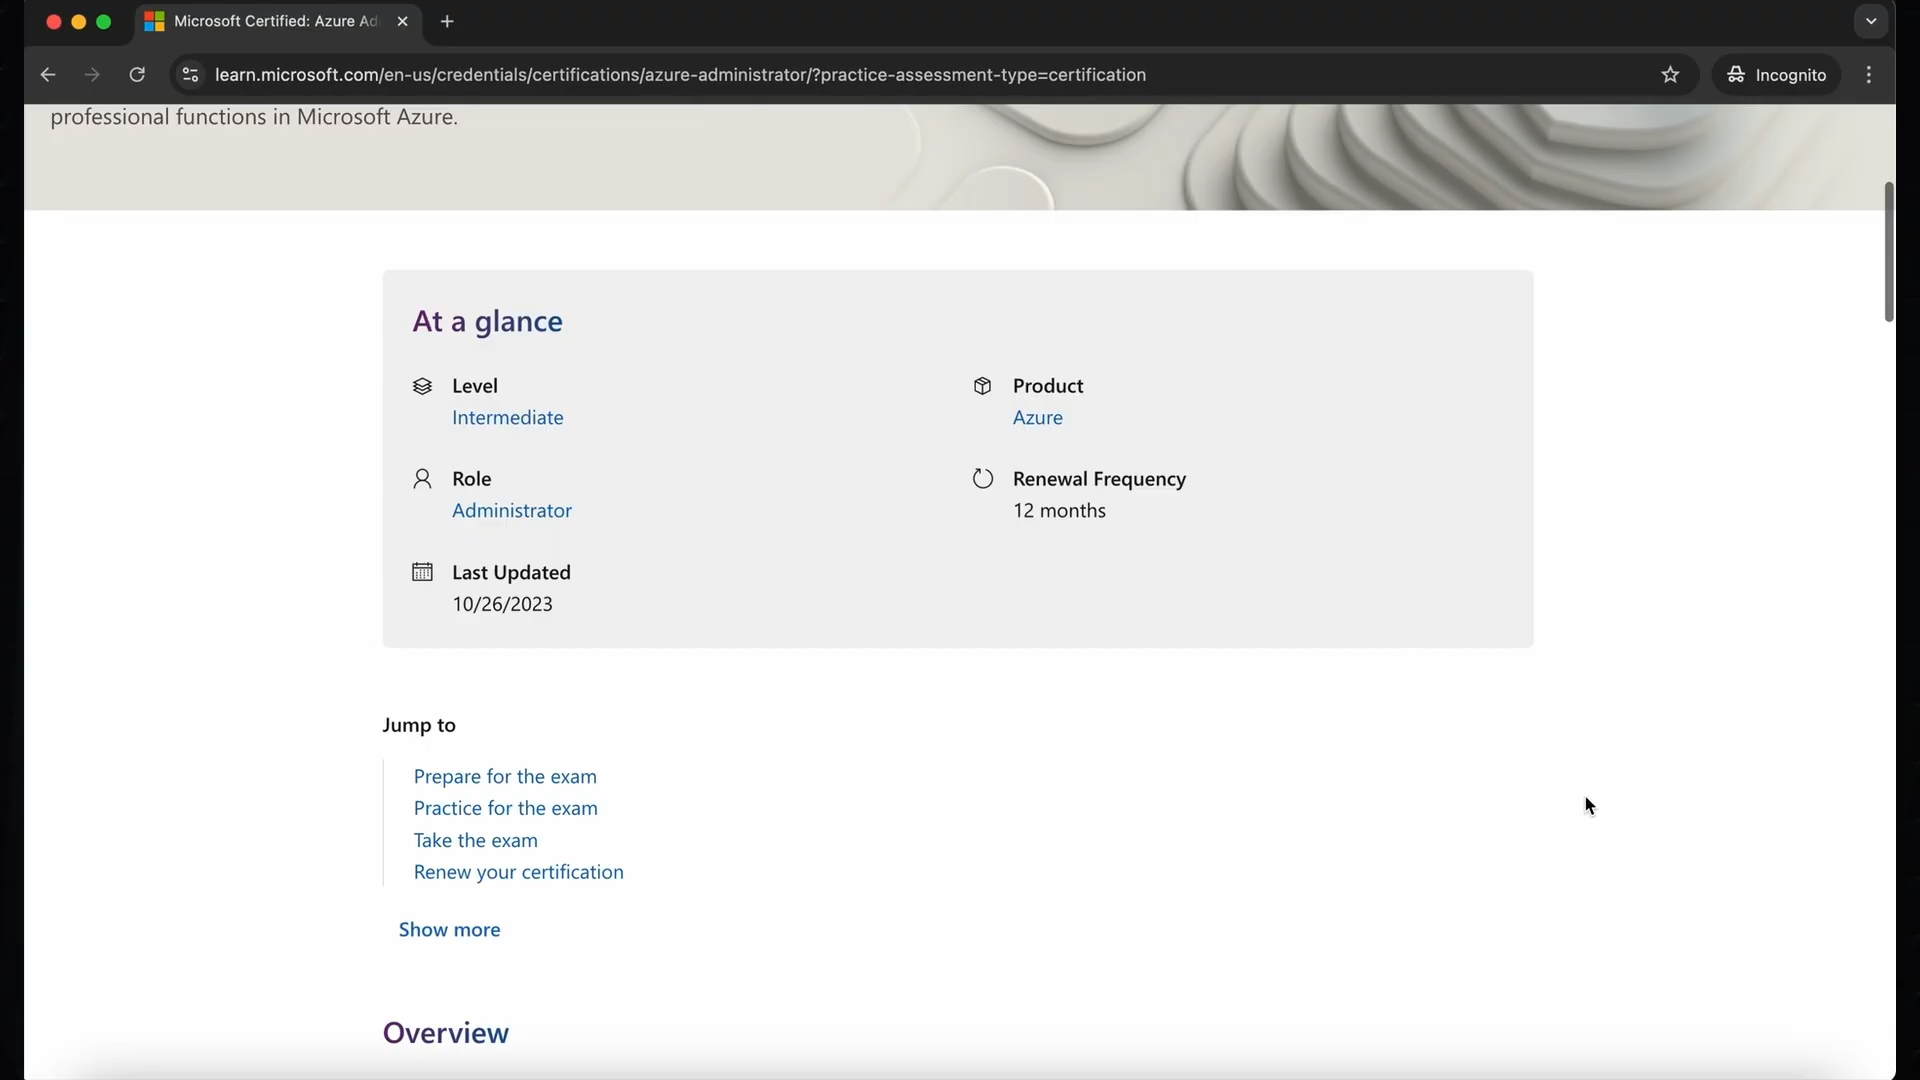 Microsoft Certified: Azure Ad
learn.microsoft.com/en-us/credentials/certifications/azure-administrator/?practice-assessment-type=certification
Incognito
professional functions in Microsoft Azure.
At a glance
Level
Intermediate
Product
Azure
Role
Administrator
Renewal Frequency
12 months
Last Updated
10/26/2023
Jump to
Prepare for the exam
Practice for the exam
Take the exam
Renew your certification
Show more
Overview